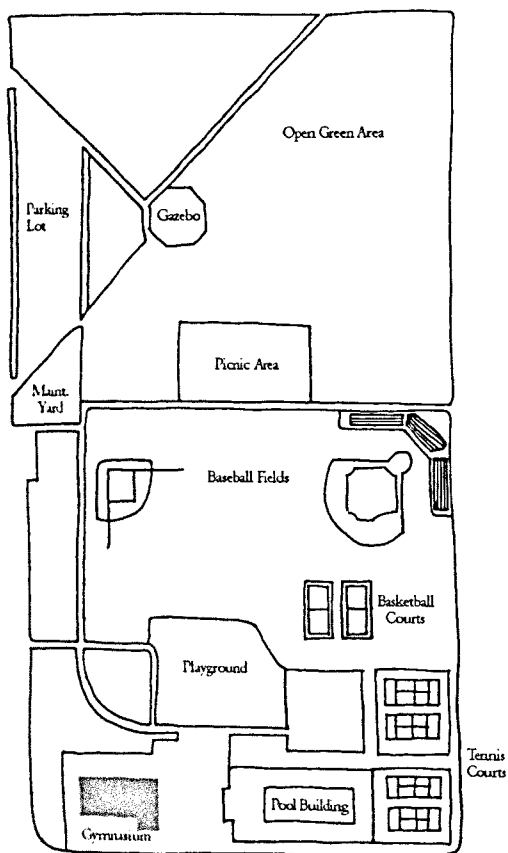 Open Green Area
Parking
Lot
Gazebo
Picnic Area
Maint.
Yard
Baseball Fields
Basketball
Courts
Playground
Tennis
Courts
Pool Building
Gymnasium